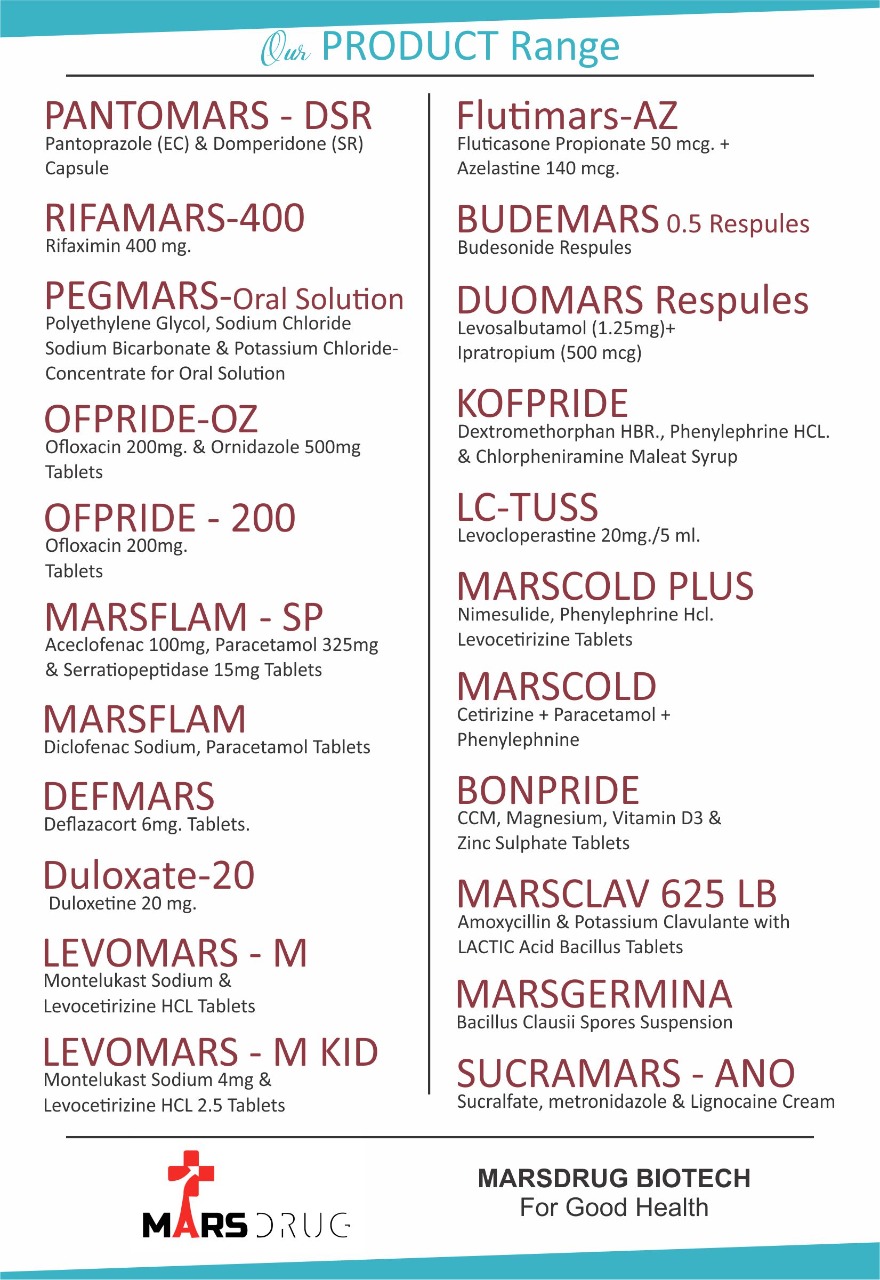 Our PRODUCT Range
PANTOMARS - DSR
Pantoprazole (EC) & Domperidone (SR)
Capsule
RIFAMARS-400
Rifaximin 400 mg.
PEGMARS-Oral Solution
Polyethylene Glycol, Sodium Chloride
Sodium Bicarbonate & Potassium Chloride-
Concentrate for Oral Solution
OFPRIDE-OZ
Ofloxacin 200mg. & Ornidazole 500mg
Tablets
OFPRIDE - 200
Ofloxacin 200mg.
Tablets
MARSFLAM - SP
Aceclofenac 100mg, Paracetamol 325mg
& Serratiopeptidase 15mg Tablets
MARSFLAM
Diclofenac Sodium, Paracetamol Tablets
DEFMARS
Deflazacort 6mg. Tablets.
Duloxate-20
Duloxetine 20 mg.
LEVOMARS - M
Montelukast Sodium &
Levocetirizine HCL Tablets
LEVOMARS - M KID
Montelukast Sodium 4mg &
Levocetirizine HCL 2.5 Tablets
Flutimars-AZ
Fluticasone Propionate 50 mcg. +
Azelastine 140 mcg.
BUDEMARS 0.5 Respules
Budesonide Respules
DUOMARS Respules
Levosalbutamol (1.25mg)+
Ipratropium (500 mcg)
KOFPRIDE
Dextromethorphan HBR., Phenylephrine HCL.
& Chlorpheniramine Maleat Syrup
LC-TUSS
Levocloperastine 20mg./5 ml.
MARSCOLD PLUS
Nimesulide, Phenylephrine Hcl.
Levocetirizine Tablets
MARSCOLD
Cetirizine + Paracetamol +
Phenylephnine
BONPRIDE
CCM, Magnesium, Vitamin D3 &
Zinc Sulphate Tablets
MARSCLAV 625 LB
Amoxycillin & Potassium Clavulante with
LACTIC Acid Bacillus Tablets
MARSGERMINA
Bacillus Clausii Spores Suspension
SUCRAMARS - ANO
Sucralfate, metronidazole & Lignocaine Cream
MARS DRUG
MARSDRUG BIOTECH
For Good Health